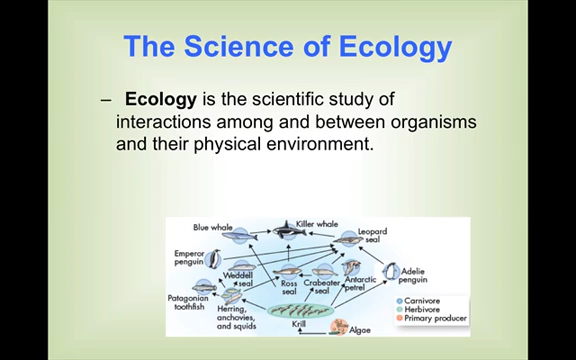 The Science of Ecology
– Ecology is the scientific study of
interactions among and between organisms
and their physical environment.
Blue whale
Killer whale
Leopard
seal
Emperor
penguin
Weddell
seal
Ross
seal
Crabeater
seal
Antarctic
petrel
Adelie
penguin
Patagonian
toothfish
Herring,
anchovies,
and squids
Krill
Algae
Carnivore
Herbivore
Primary producer